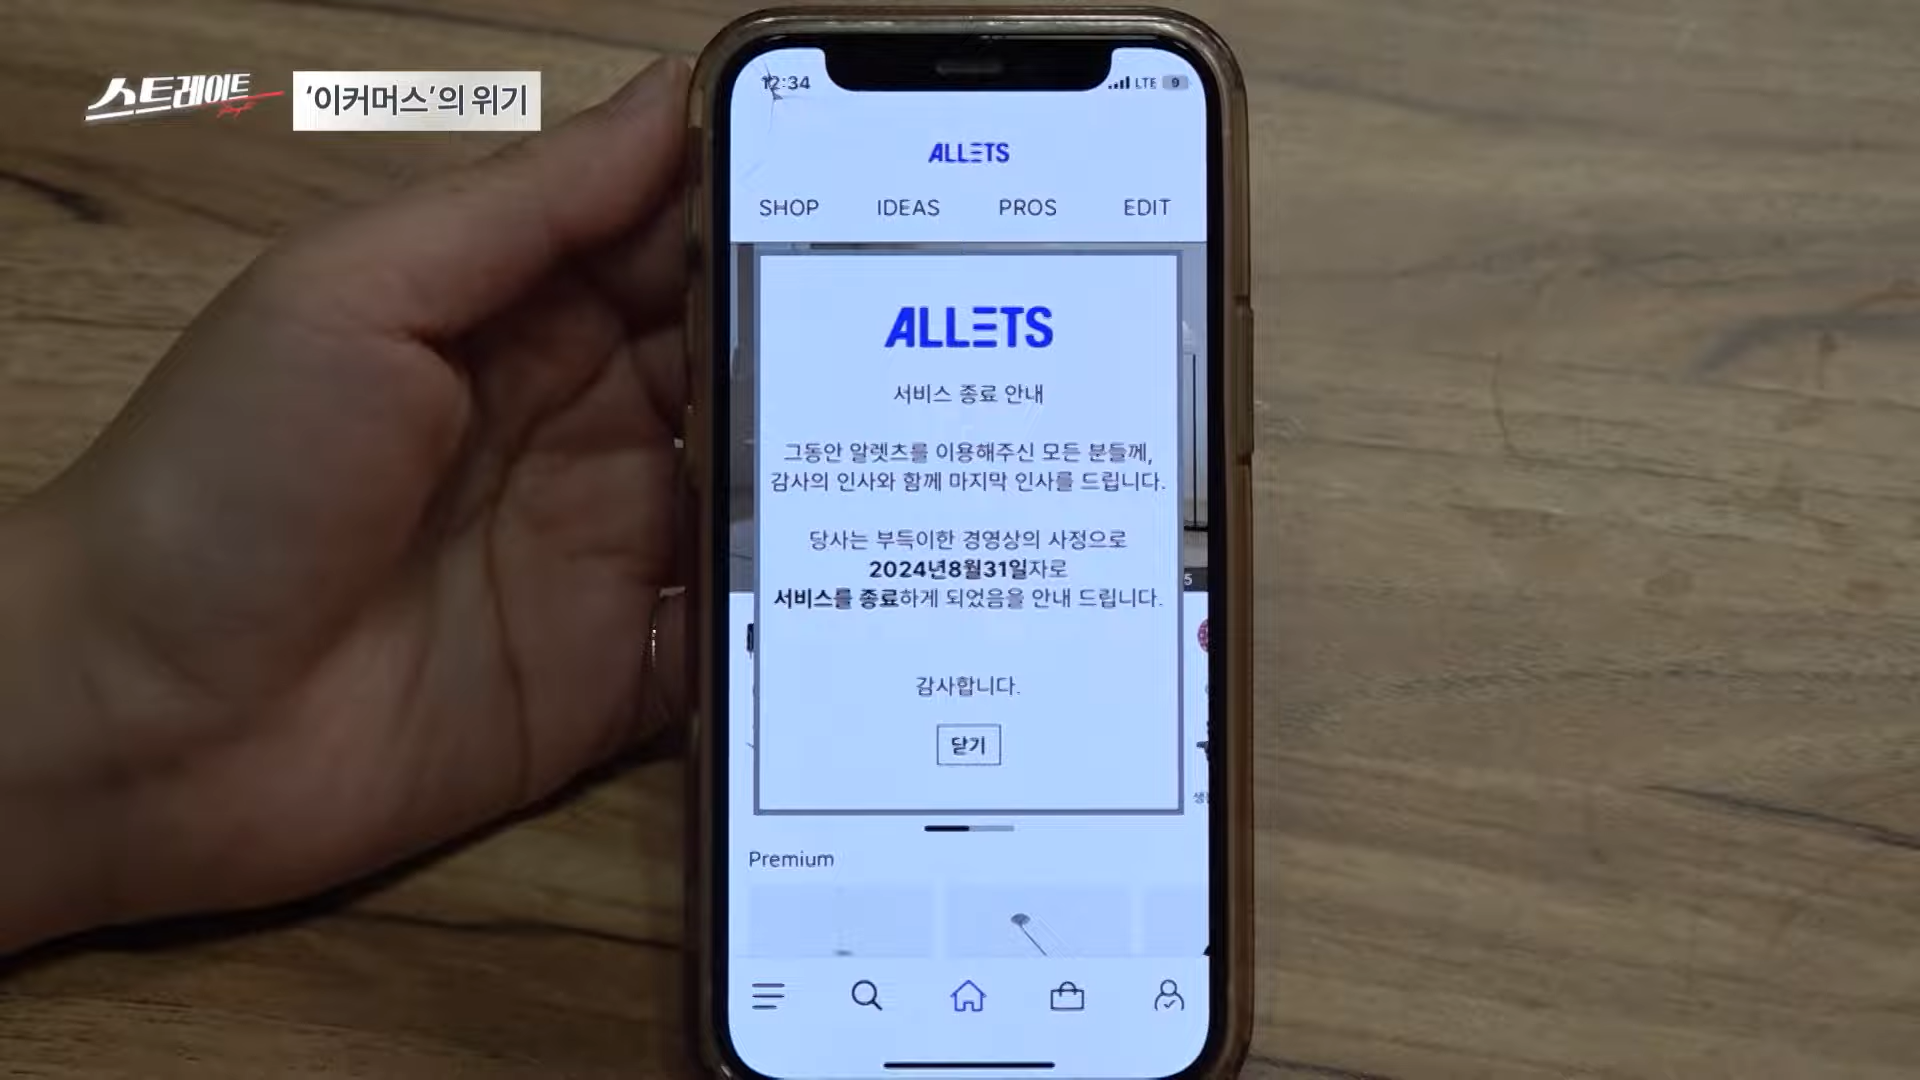 스트레이트
'이커머스'의 위기
12:34
LTE 9
ALLETS
SHOP IDEAS PROS EDIT
ALLETS
서비스 종료 안내
그동안 알렛츠를 이용해주신 모든 분들께,
감사의 인사와 함께 마지막 인사를 드립니다.
당사는 부득이한 경영상의 사정으로
2024년8월31일자로
서비스를 종료하게 되었음을 안내 드립니다.
감사합니다.
닫기
Premium